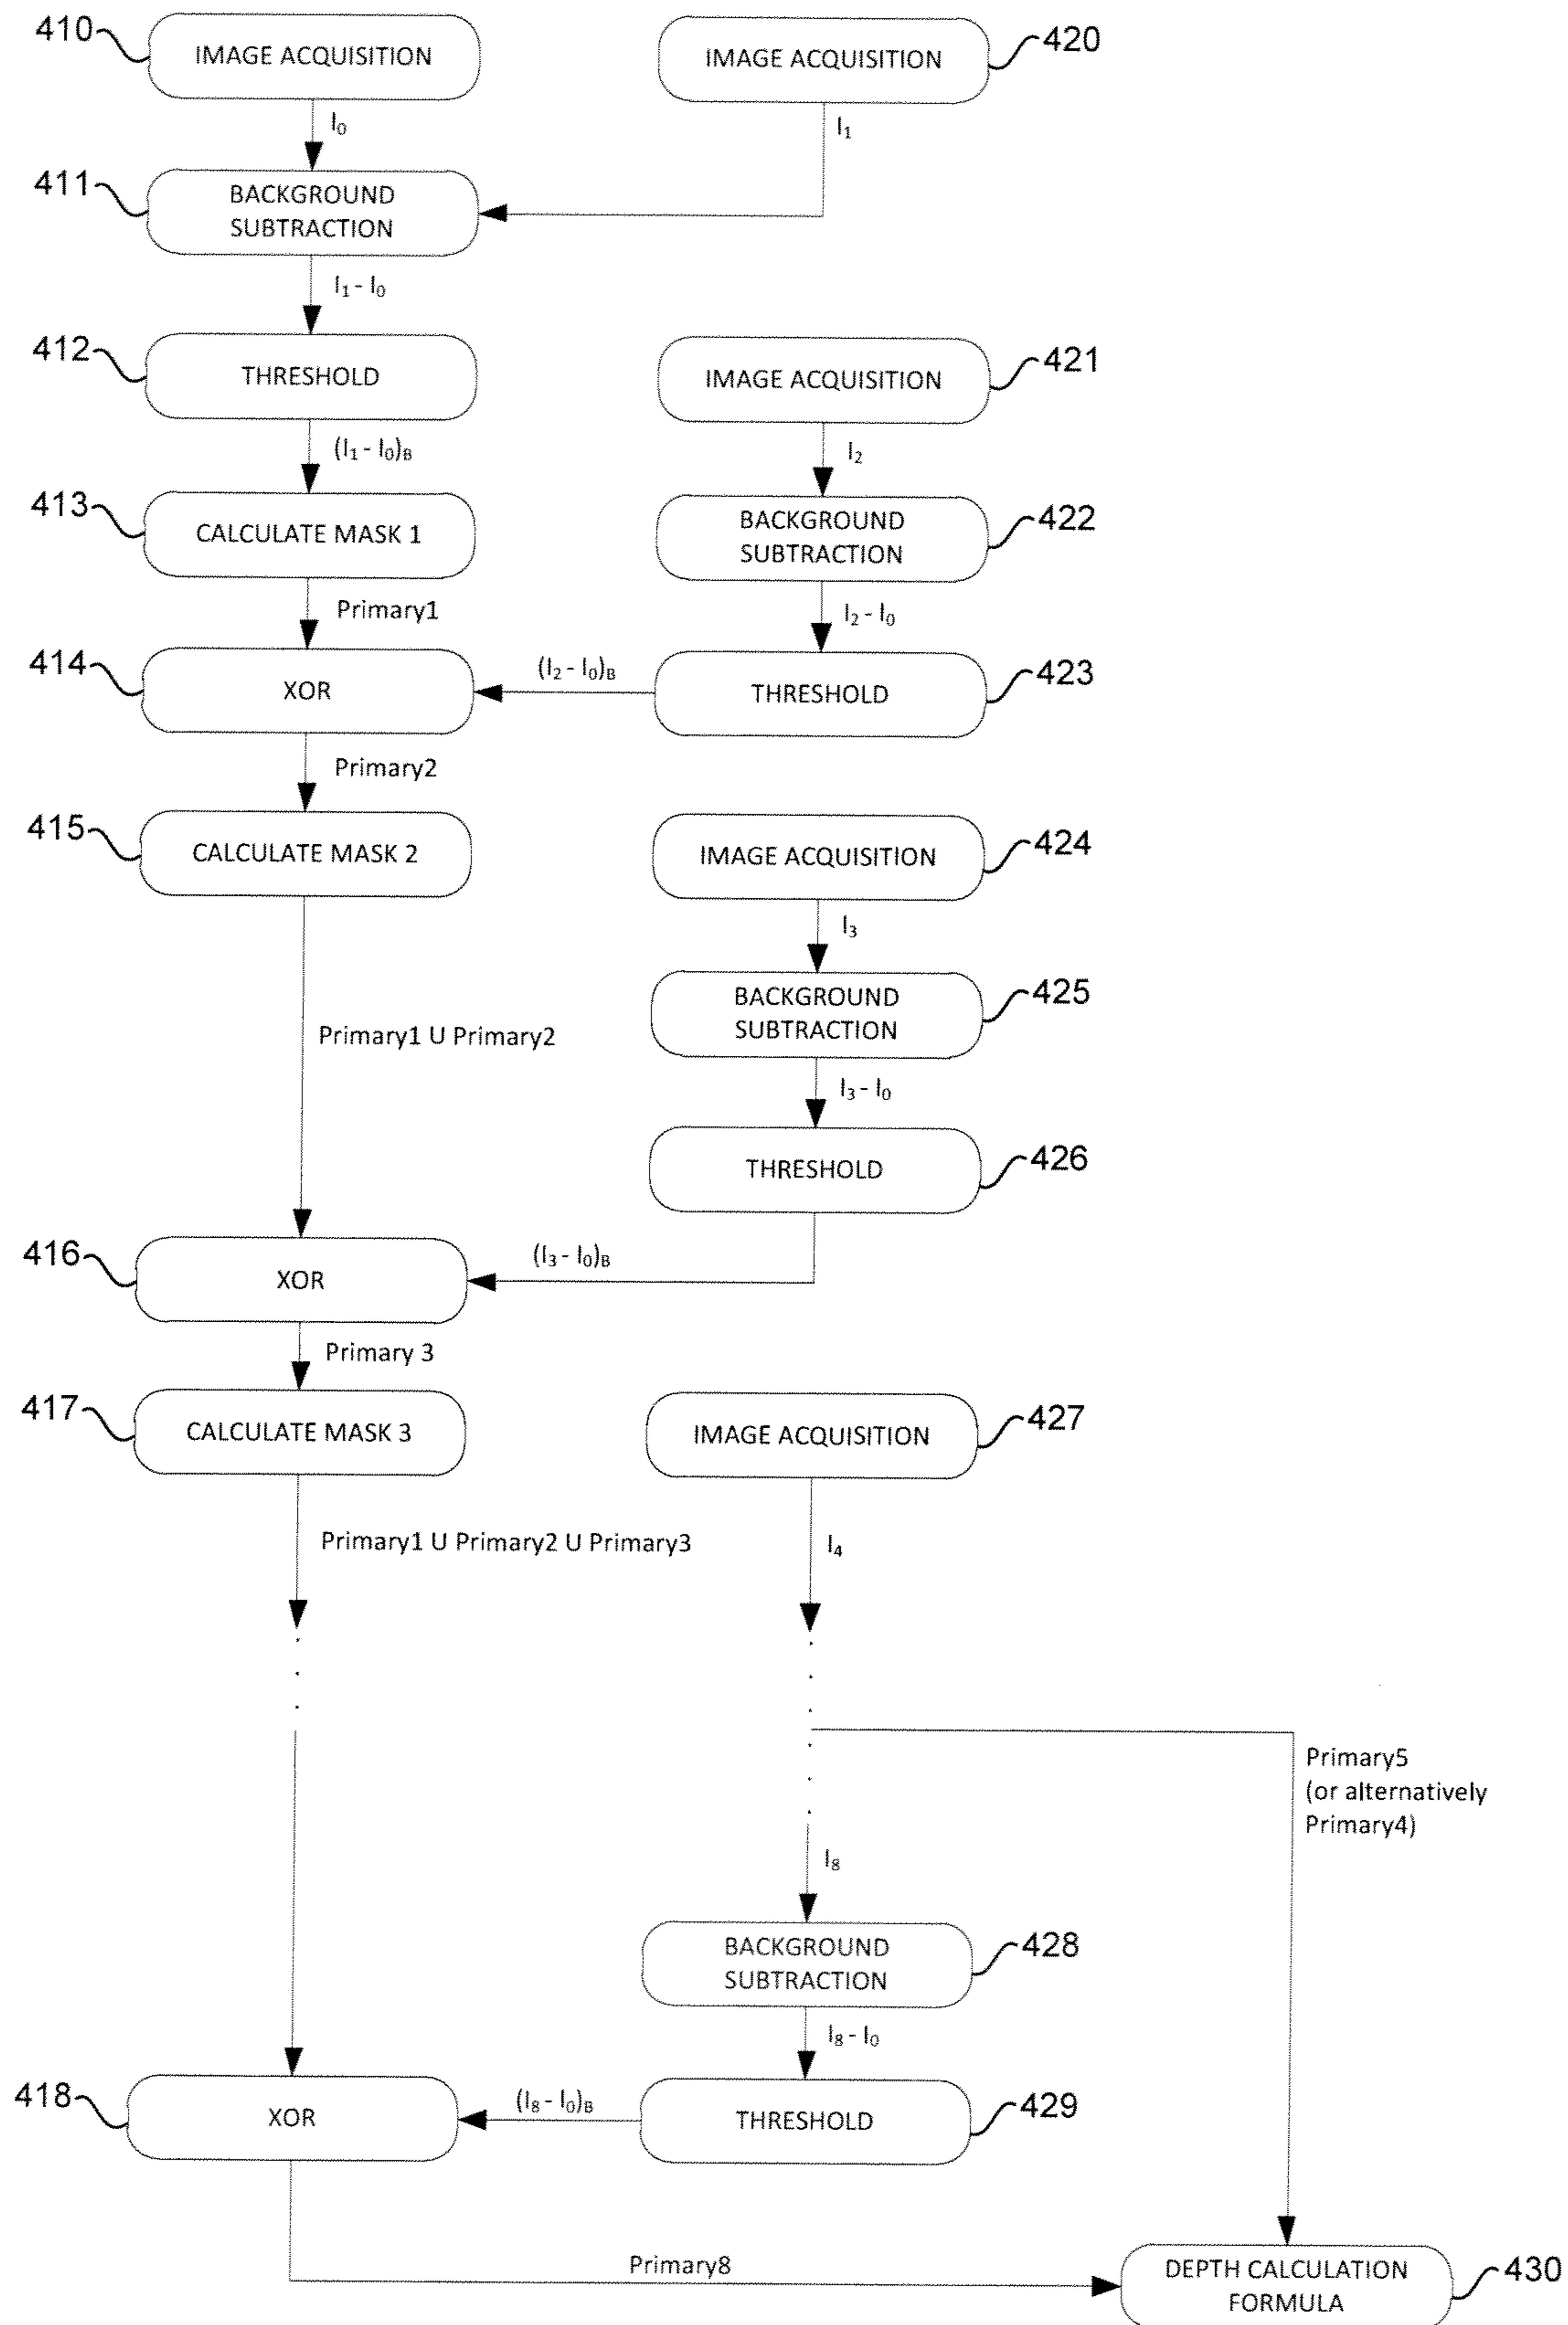 410
IMAGE ACQUISITION
IMAGE ACQUISITION
420
I₀
I₁
411
BACKGROUND
SUBTRACTION
I₁ - I₀
412
THRESHOLD
IMAGE ACQUISITION
421
(I₁ - I₀)B
I₂
413
CALCULATE MASK 1
BACKGROUND
SUBTRACTION
422
Primary1
I₂ - I₀
414
XOR
(I₂ - I₀)B
THRESHOLD
423
Primary2
415
CALCULATE MASK 2
IMAGE ACQUISITION
424
I₃
BACKGROUND
SUBTRACTION
425
Primary1 U Primary2
I₃ - I₀
THRESHOLD
426
416
XOR
(I₃ - I₀)B
Primary 3
417
CALCULATE MASK 3
IMAGE ACQUISITION
427
Primary1 U Primary2 U Primary3
I₄
Primary5
(or alternatively
Primary4)
I₈
BACKGROUND
SUBTRACTION
428
I₈ - I₀
418
XOR
(I₈ - I₀)B
THRESHOLD
429
Primary8
DEPTH CALCULATION
FORMULA
430